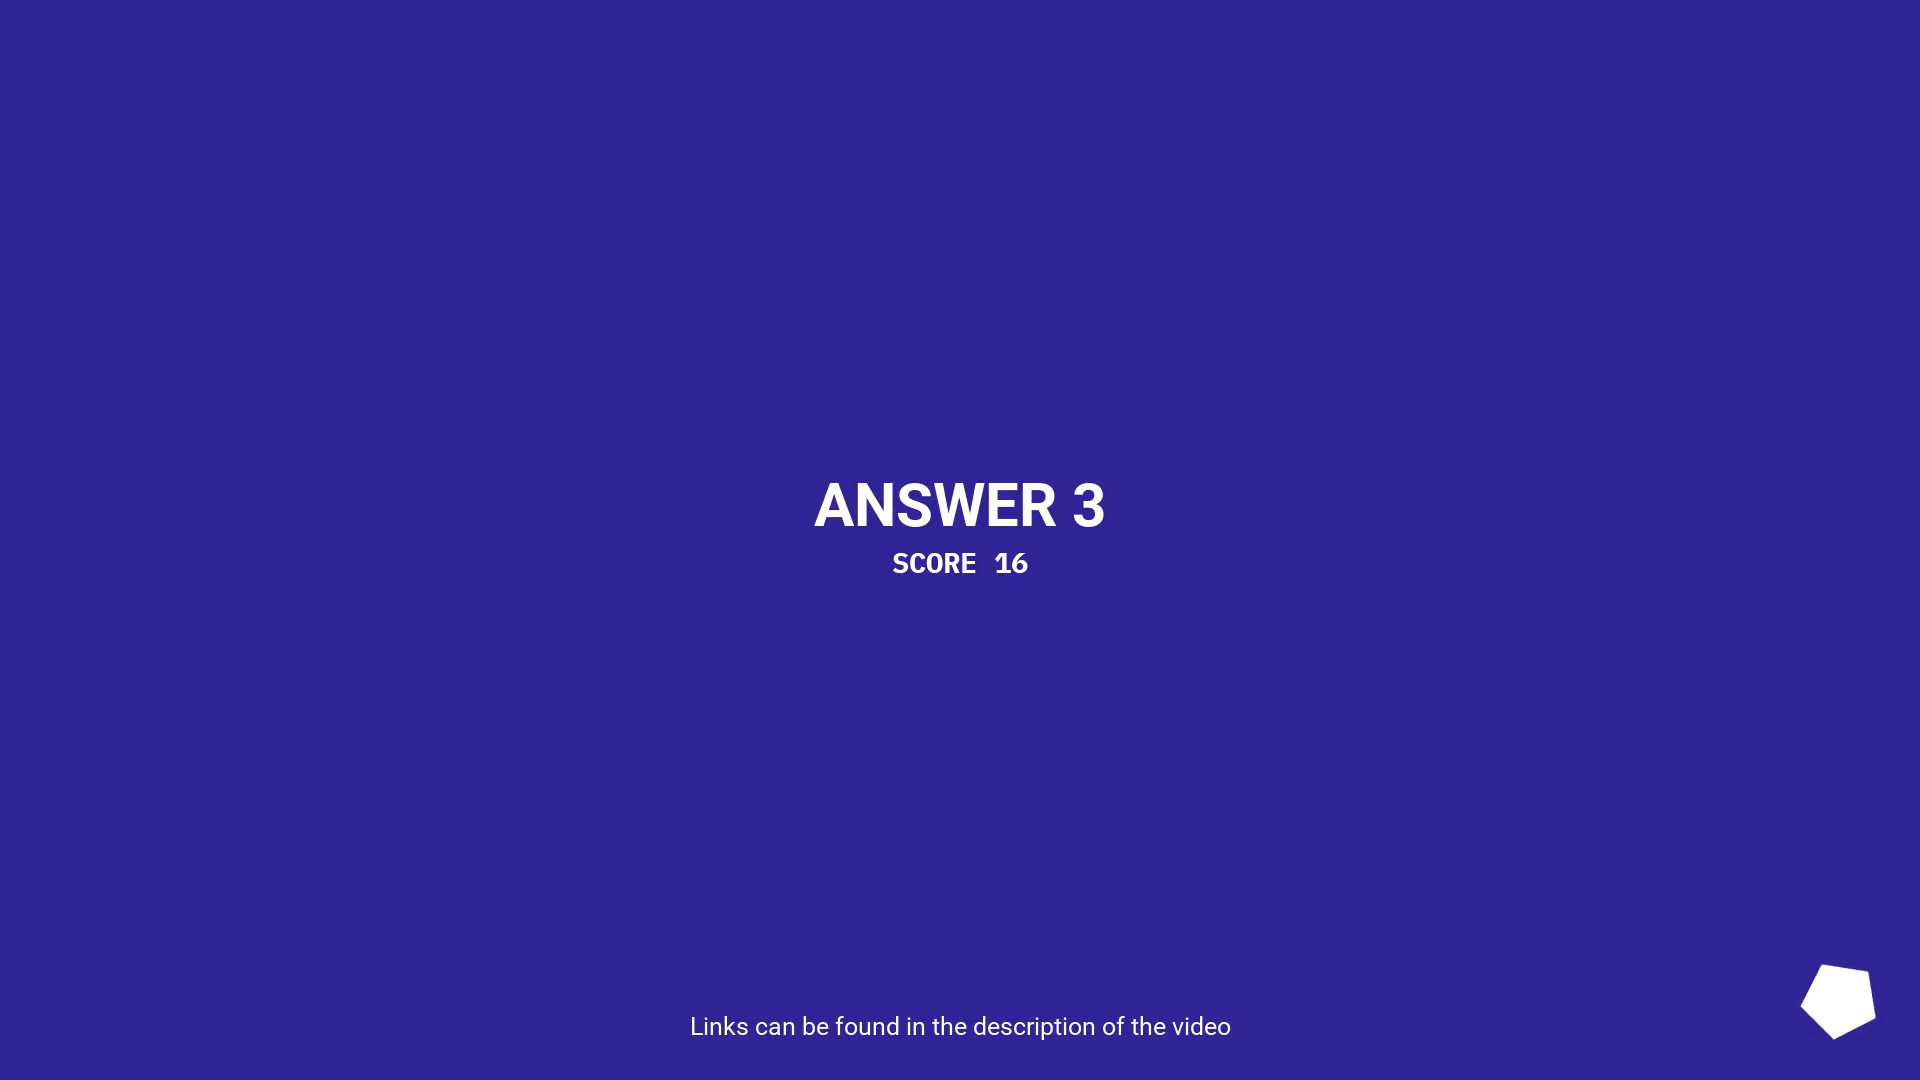 ANSWER 3
SCORE 16
Links can be found in the description of the video